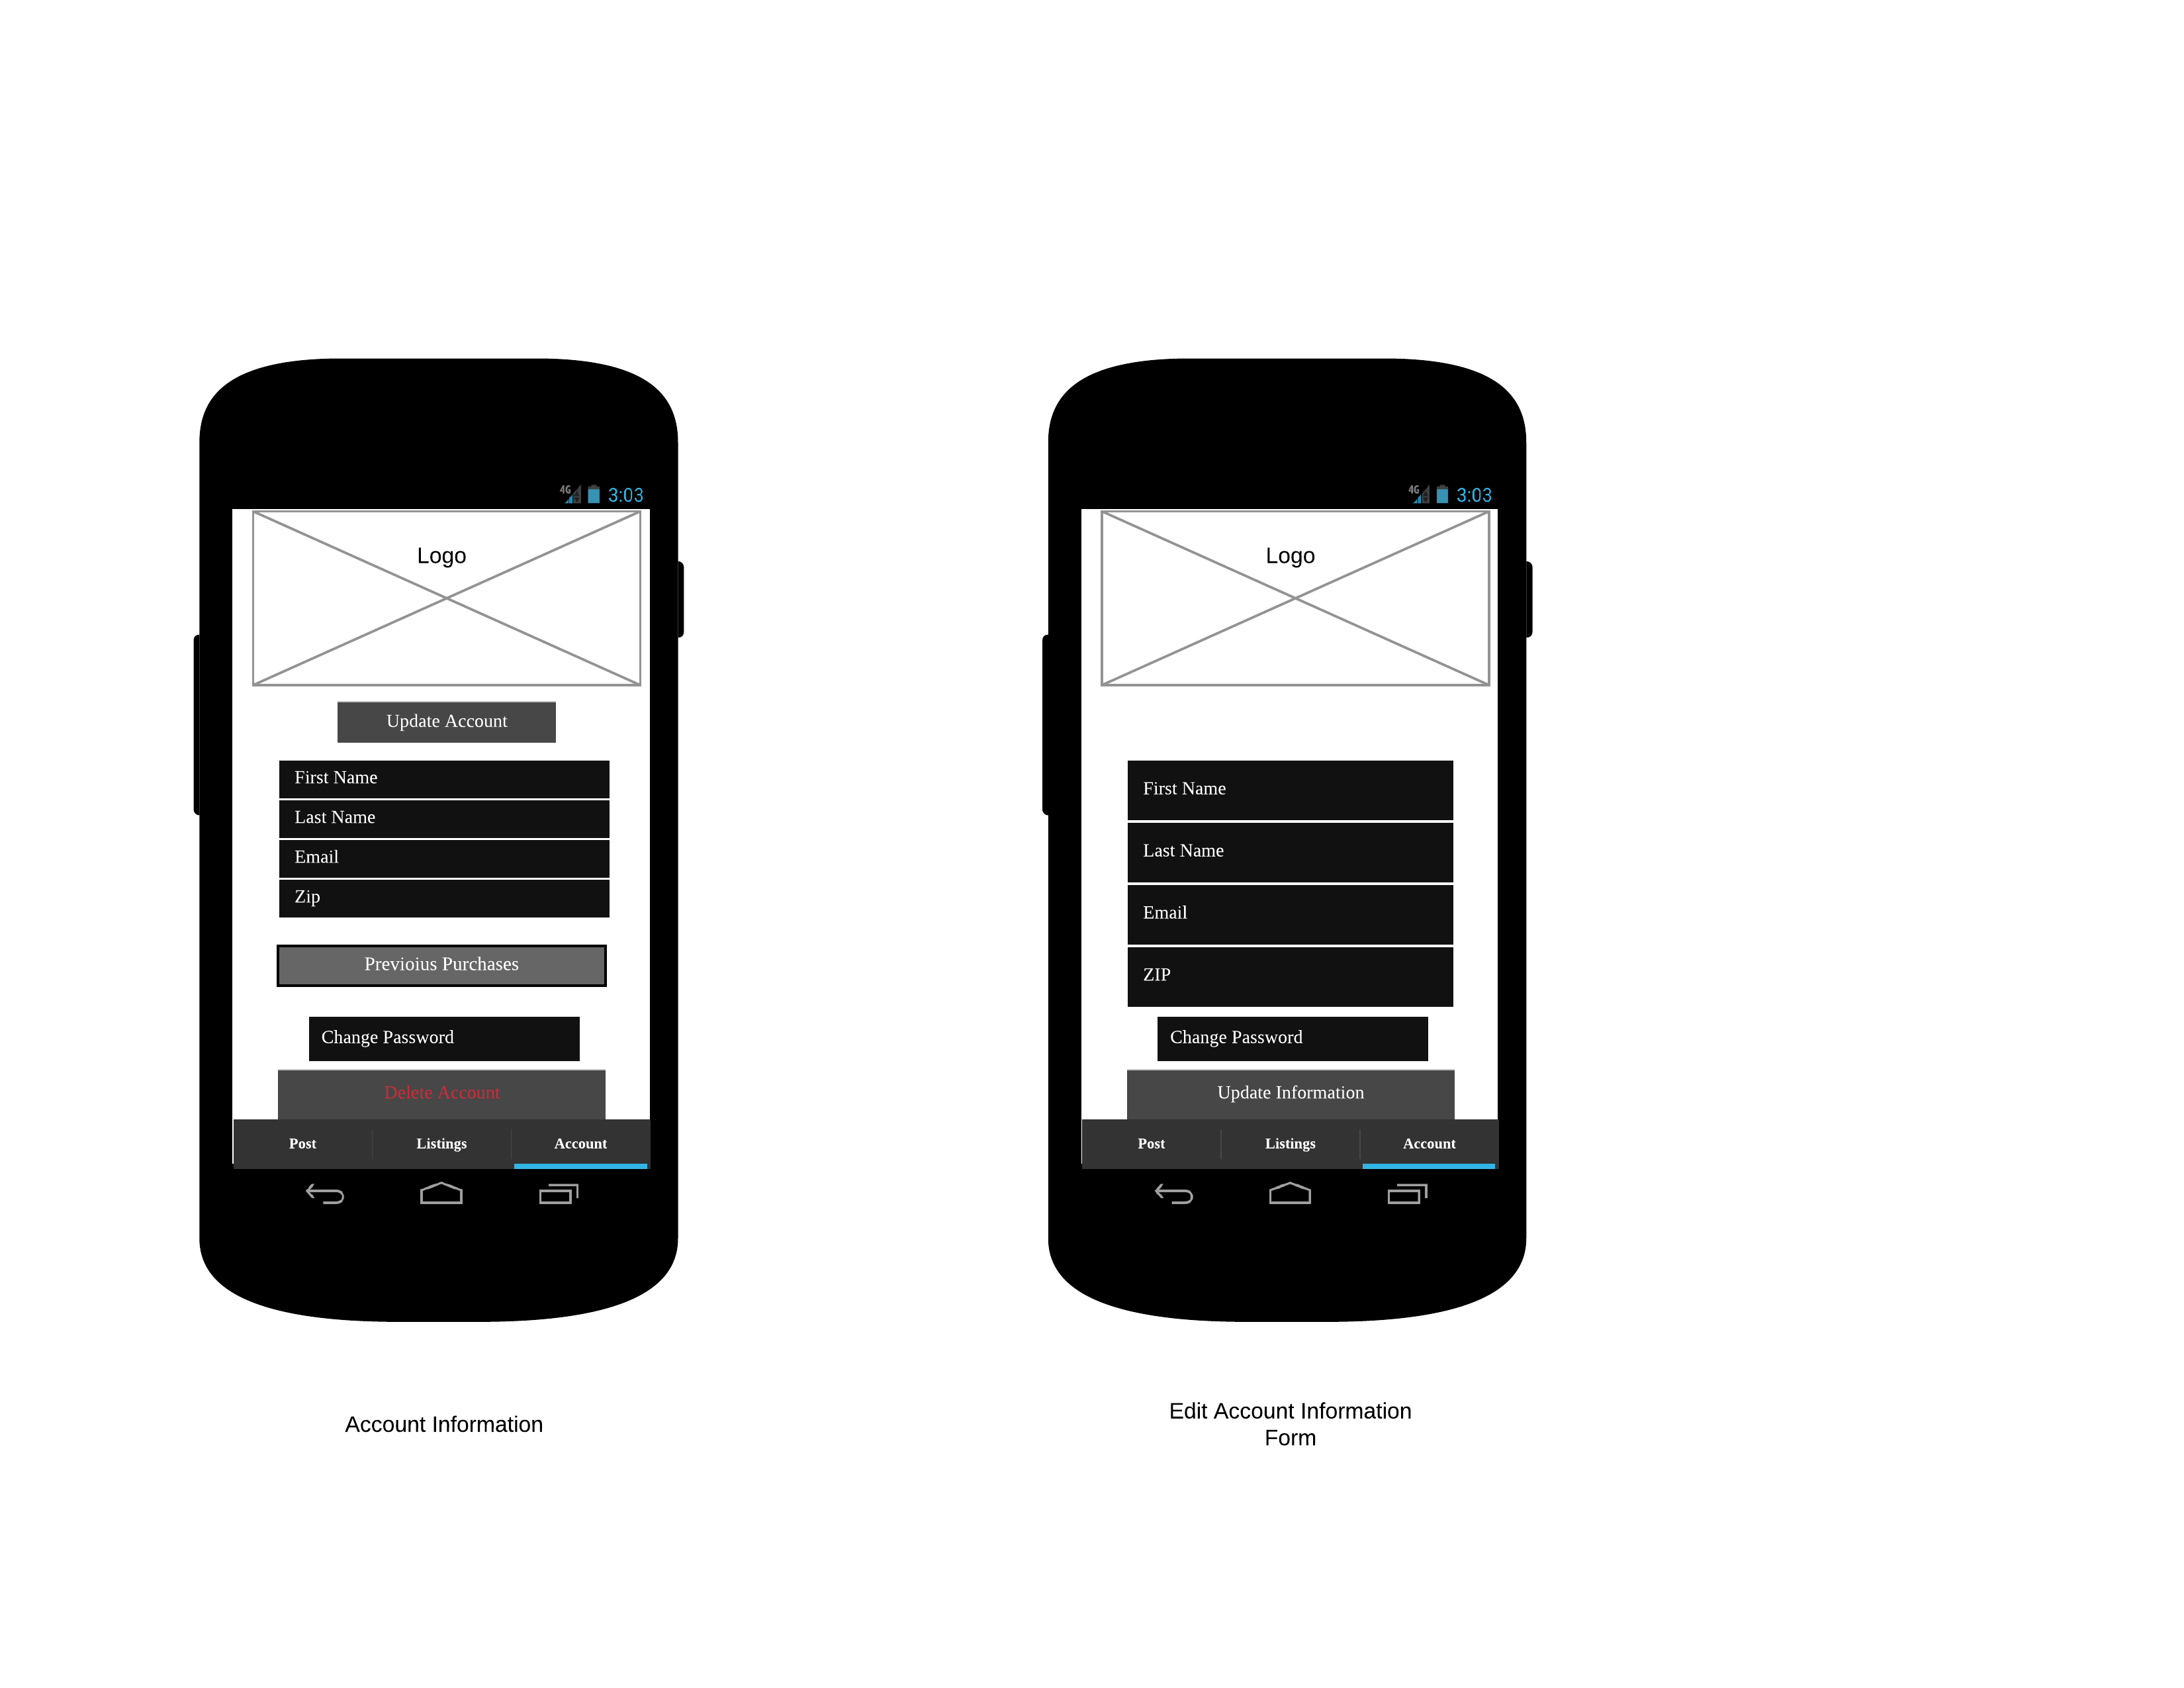 4G 3:03
Logo
Update Account
First Name
Last Name
Email
Zip
Previoius Purchases
Change Password
Delete Account
Post Listings Account
Account Information
4G 3:03
Logo
First Name
Last Name
Email
ZIP
Change Password
Update Information
Post Listings Account
Edit Account Information
Form